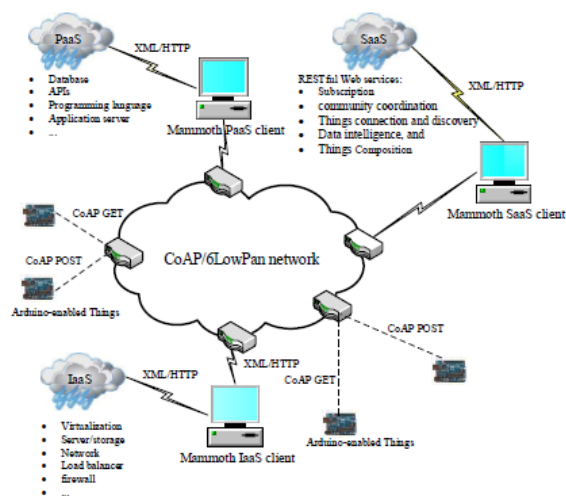 PaaS
XML/HTTP
• Database
• APIs
• Programming language
• Application server
• ...
Mammoth PaaS client
SaaS
XML/HTTP
RESTful Web services:
• Subscription
• community coordination
• Things connection and discovery
• Data intelligence, and
• Things Composition
Mammoth SaaS client
CoAP GET
CoAP POST
Arduino-enabled Things
CoAP/6LowPan network
XML/HTTP
CoAP POST
CoAP GET
Arduino-enabled Things
IaaS
XML/HTTP
• Virtualization
• Server/storage
• Network
• Load balancer
• firewall
• ...
Mammoth IaaS client